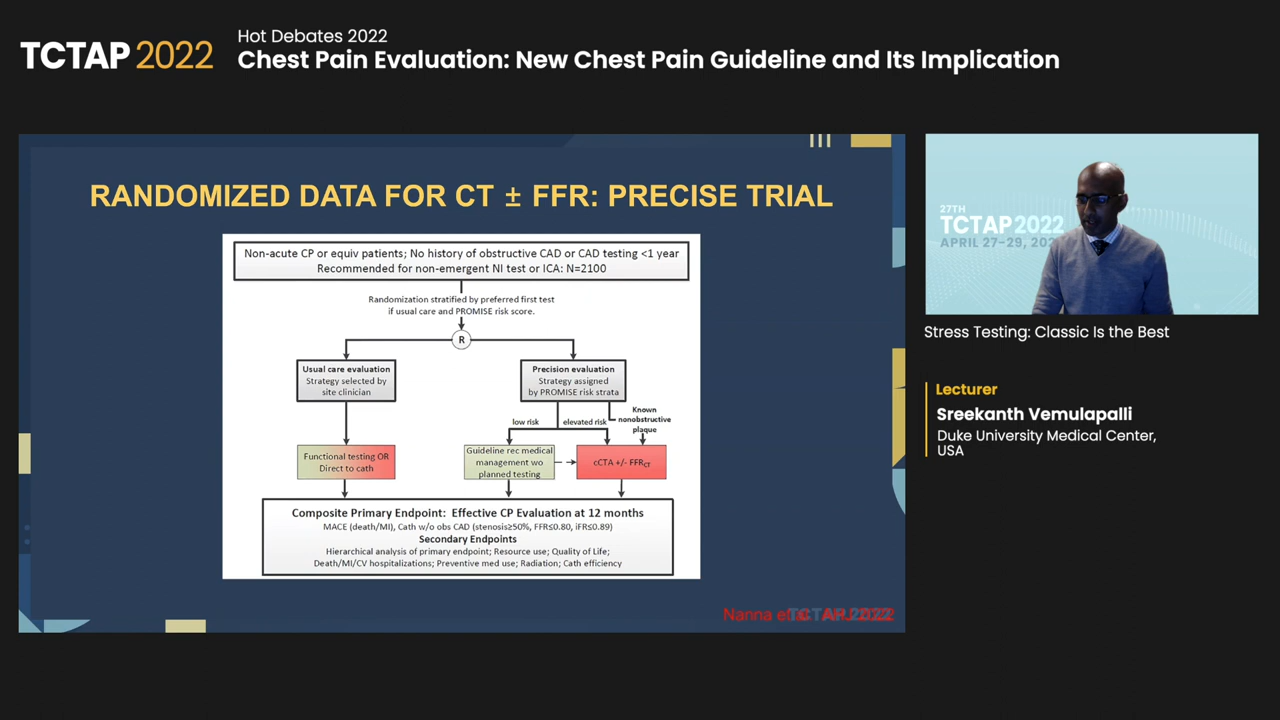 TCTAP 2022
Hot Debates 2022
Chest Pain Evaluation: New Chest Pain Guideline and Its Implication
RANDOMIZED DATA FOR CT ± FFR: PRECISE TRIAL
Non-acute CP or equiv patients; No history of obstructive CAD or CAD testing <1 year
Recommended for non-emergent NI test or ICA: N=2100
Randomization stratified by preferred first test
if usual care and PROMISE risk score.
R
Usual care evaluation
Strategy selected by
site clinician
Precision evaluation
Strategy assigned
by PROMISE risk strata
low risk
elevated risk
Known
nonobstructive
plaque
Functional testing OR
Direct to cath
Guideline rec medical
management wo
planned testing
cCTA +/- FFRCT
Composite Primary Endpoint: Effective CP Evaluation at 12 months
MACE (death/MI), Cath w/o obs CAD (stenosis≥50%, FFR≤0.80, iFR≤0.89)
Secondary Endpoints
Hierarchical analysis of primary endpoint; Resource use; Quality of Life;
Death/MI/CV hospitalizations; Preventive med use; Radiation; Cath efficiency
Nanna et al. AHJ 2022
TCTAP 2022
27TH
TCTAP 2022
APRIL 27-29, 202
Stress Testing: Classic Is the Best
Lecturer
Sreekanth Vemulapalli
Duke University Medical Center,
USA